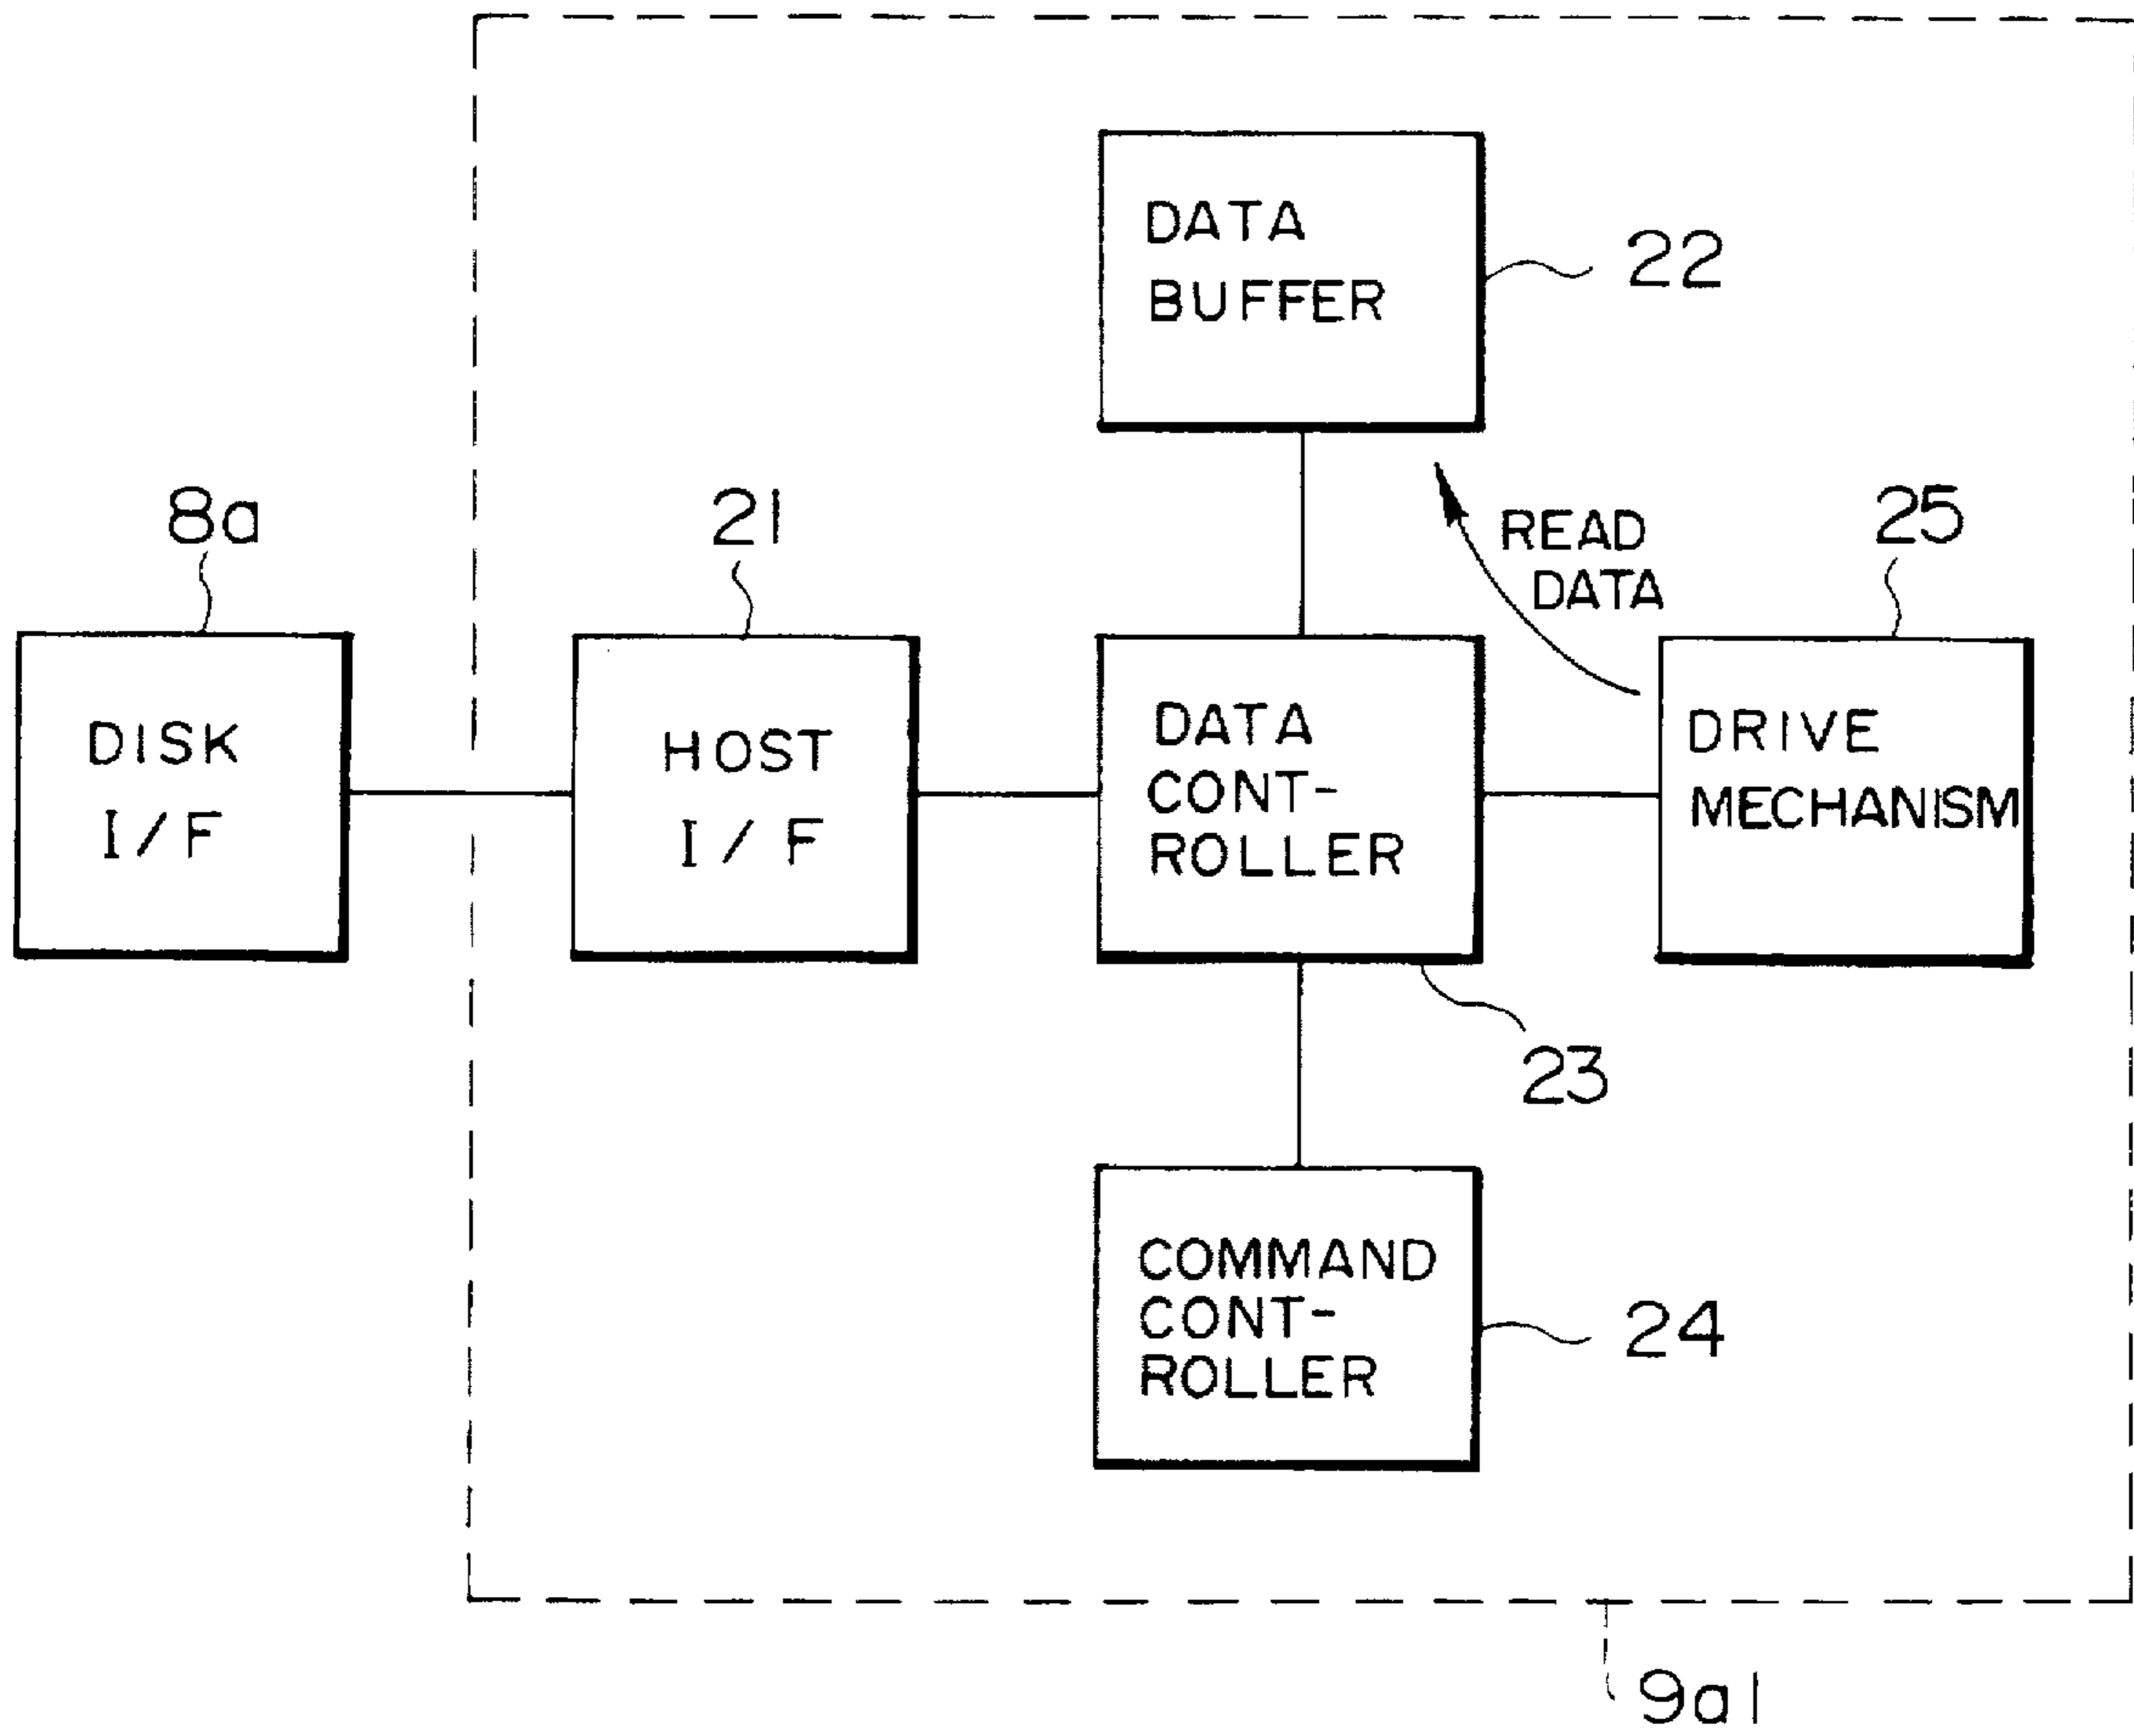 DATA
BUFFER
22
8a
21
READ
DATA
25
DISK
I/F
HOST
I/F
DATA
CONT-
ROLLER
DRIVE
MECHANISM
23
COMMAND
CONT-
ROLLER
24
9a1